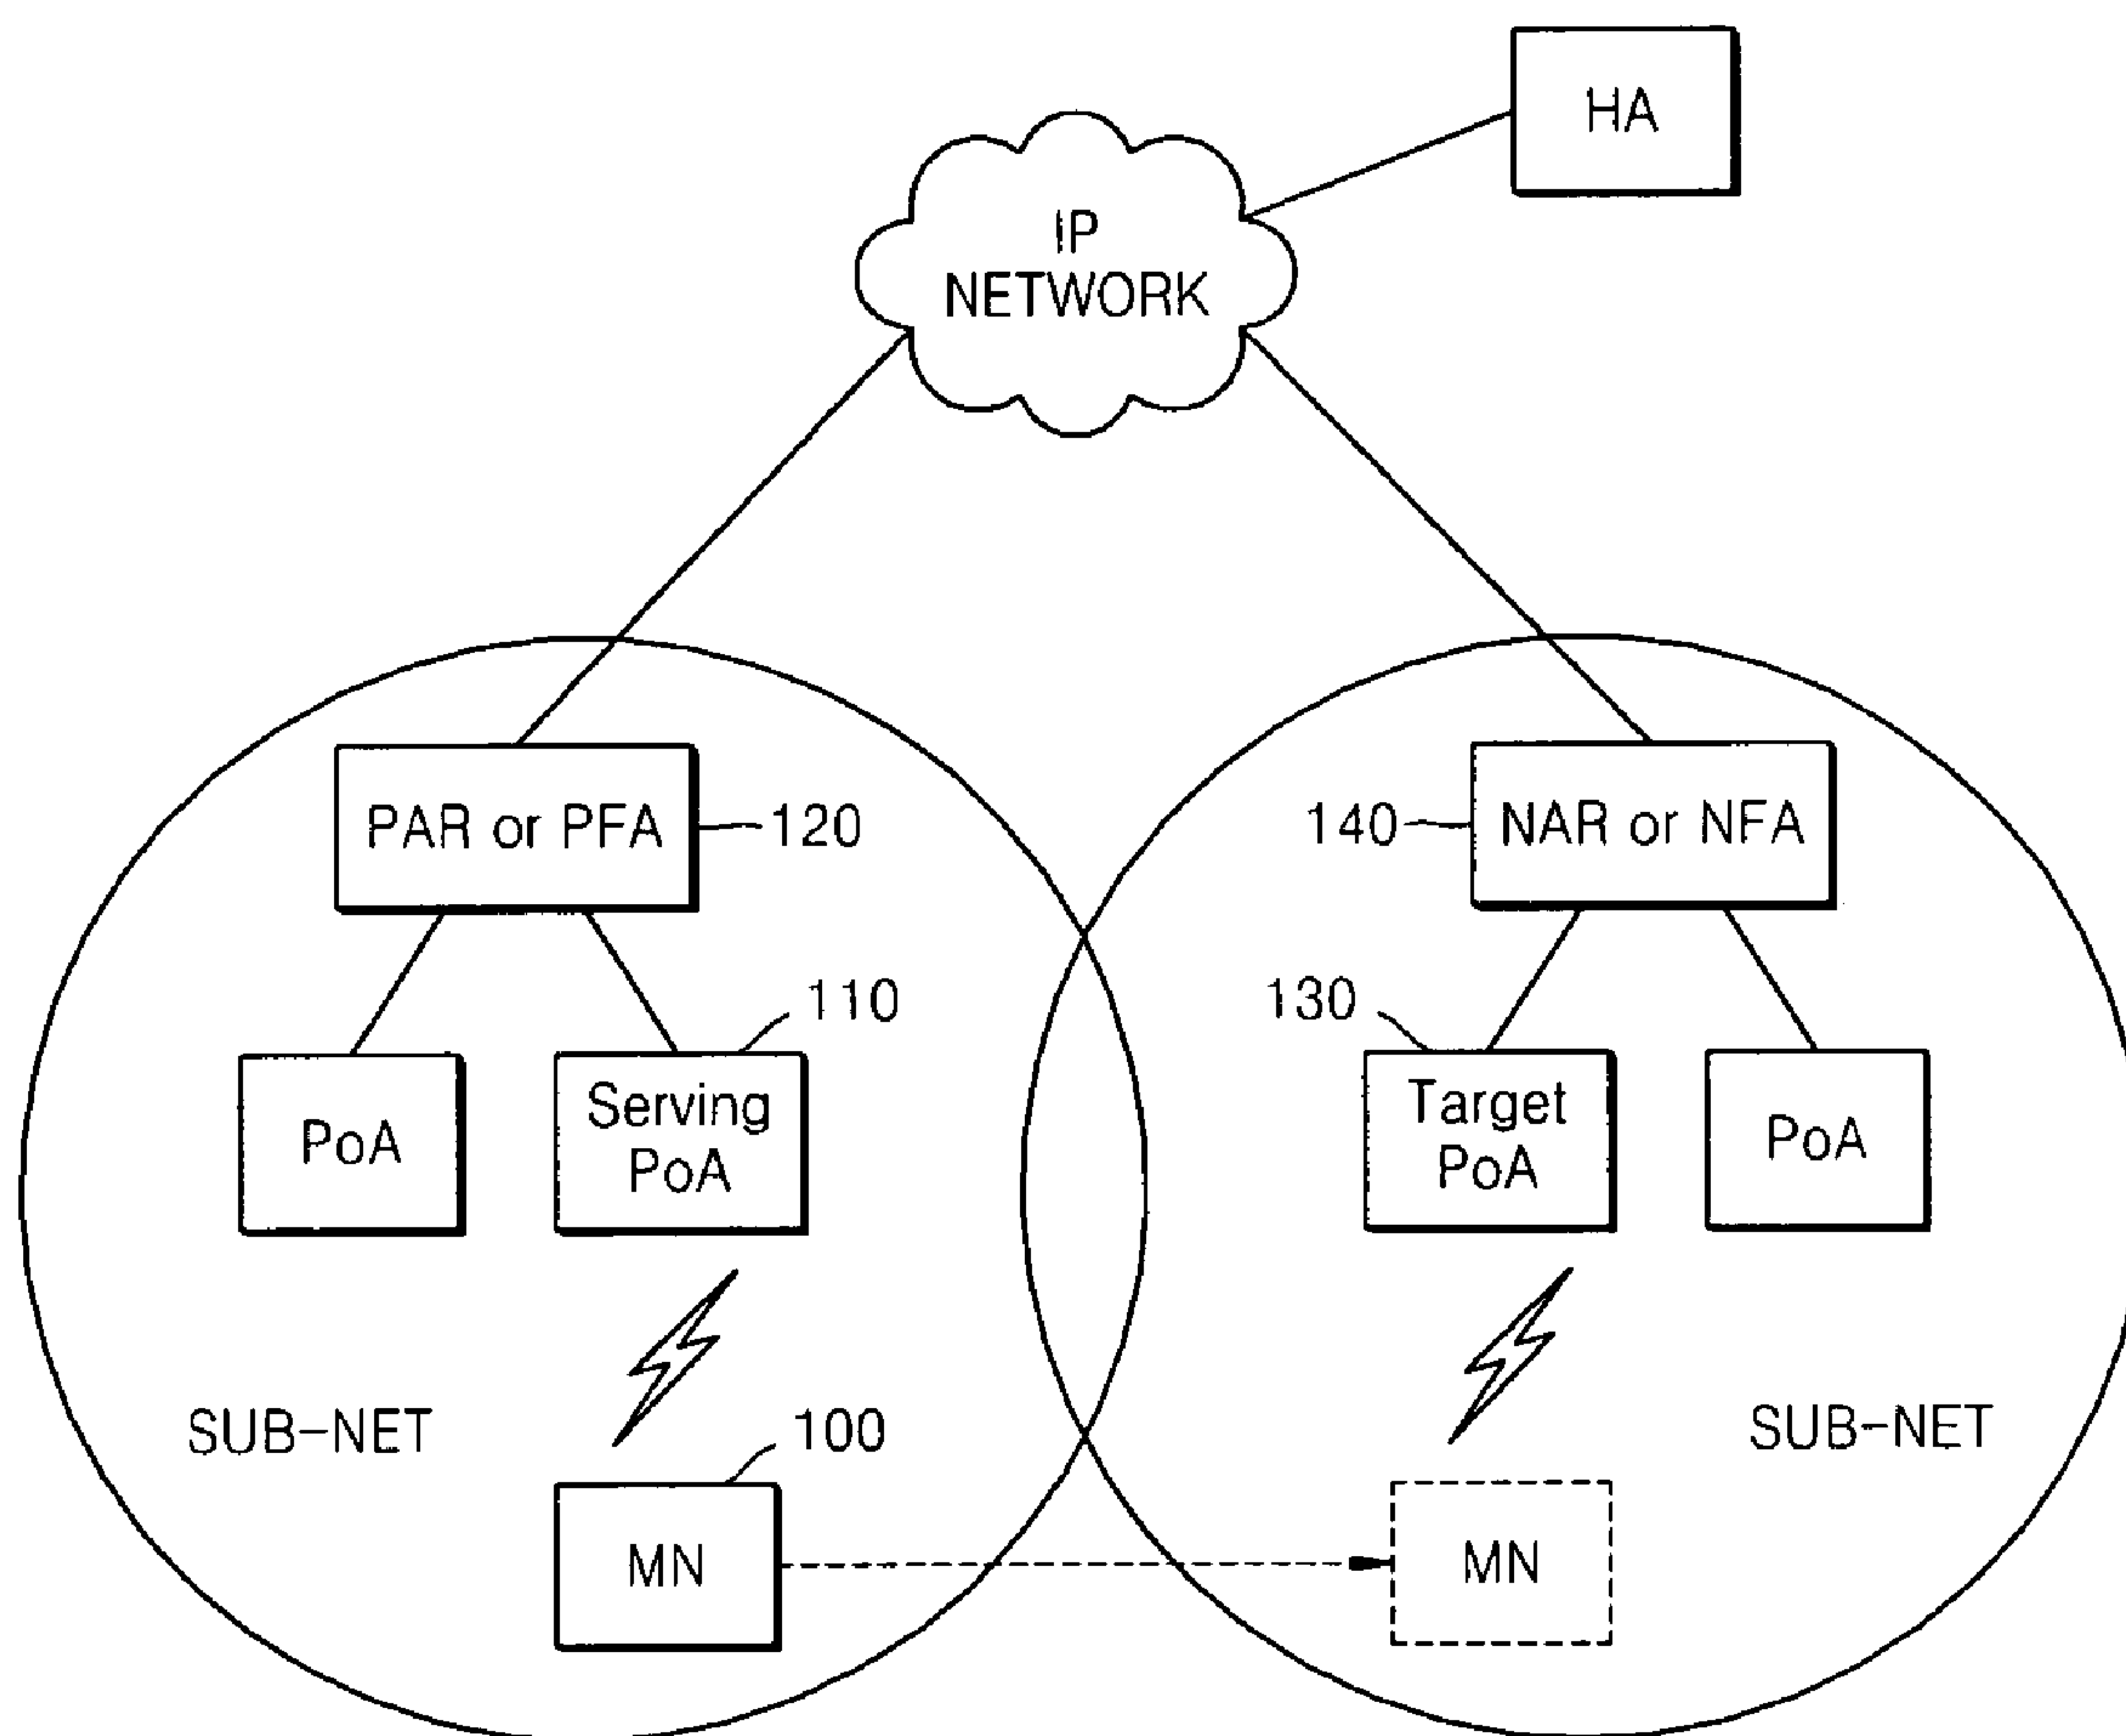 HA
IP
NETWORK
PAR or PFA
120
140
NAR or NFA
110
130
PoA
Serving
PoA
Target
PoA
PoA
SUB-NET
100
SUB-NET
MN
MN